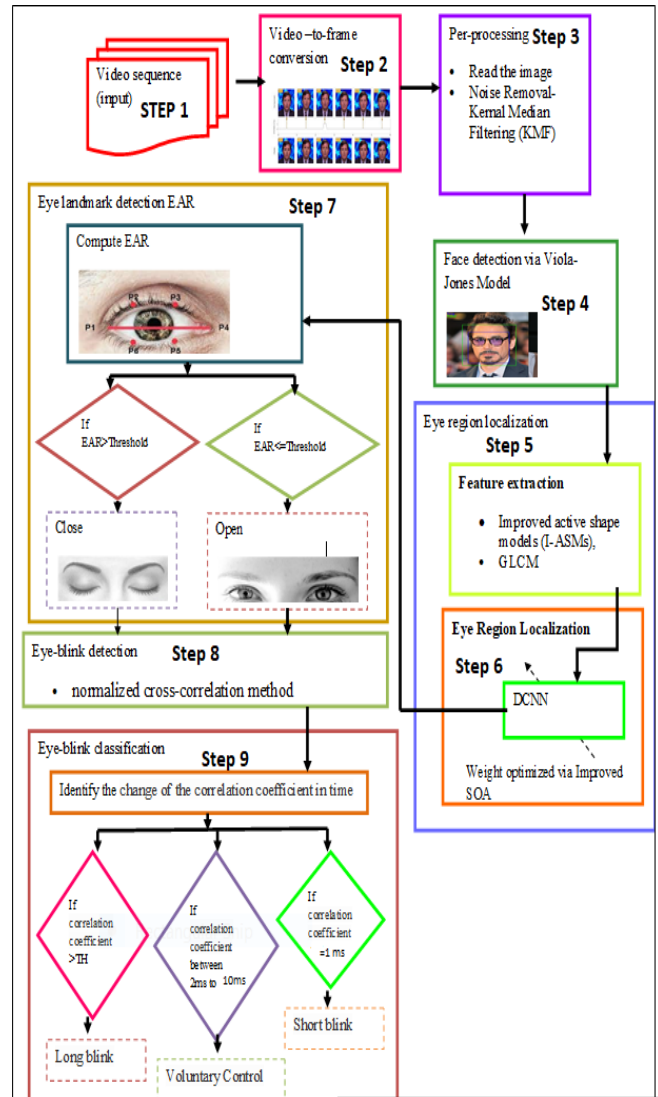 Video sequence
(input)
STEP 1
Video –to-frame
conversion
Step 2
Per-processing
Step 3
• Read the image
• Noise Removal-
Kernal Median
Filtering (KMF)
Face detection via Viola-
Jones Model
Step 4
Eye region localization
Step 5
Feature extraction
• Improved active shape
models (I-ASMs),
• GLCM
Eye Region Localization
Step 6
DCNN
Weight optimized via Improved
SOA
Eye landmark detection EAR
Step 7
Compute EAR
P2
P3
P1
P4
P6
P5
If
EAR>Threshold
If
EAR<=Threshold
Close
Open
Eye-blink detection
Step 8
• normalized cross-correlation method
Eye-blink classification
Step 9
Identify the change of the correlation coefficient in time
If
correlation
coefficient
>TH
If
correlation
coefficient
between
2ms to 10ms
If
correlation
coefficient
=1 ms
Long blink
Voluntary Control
Short blink